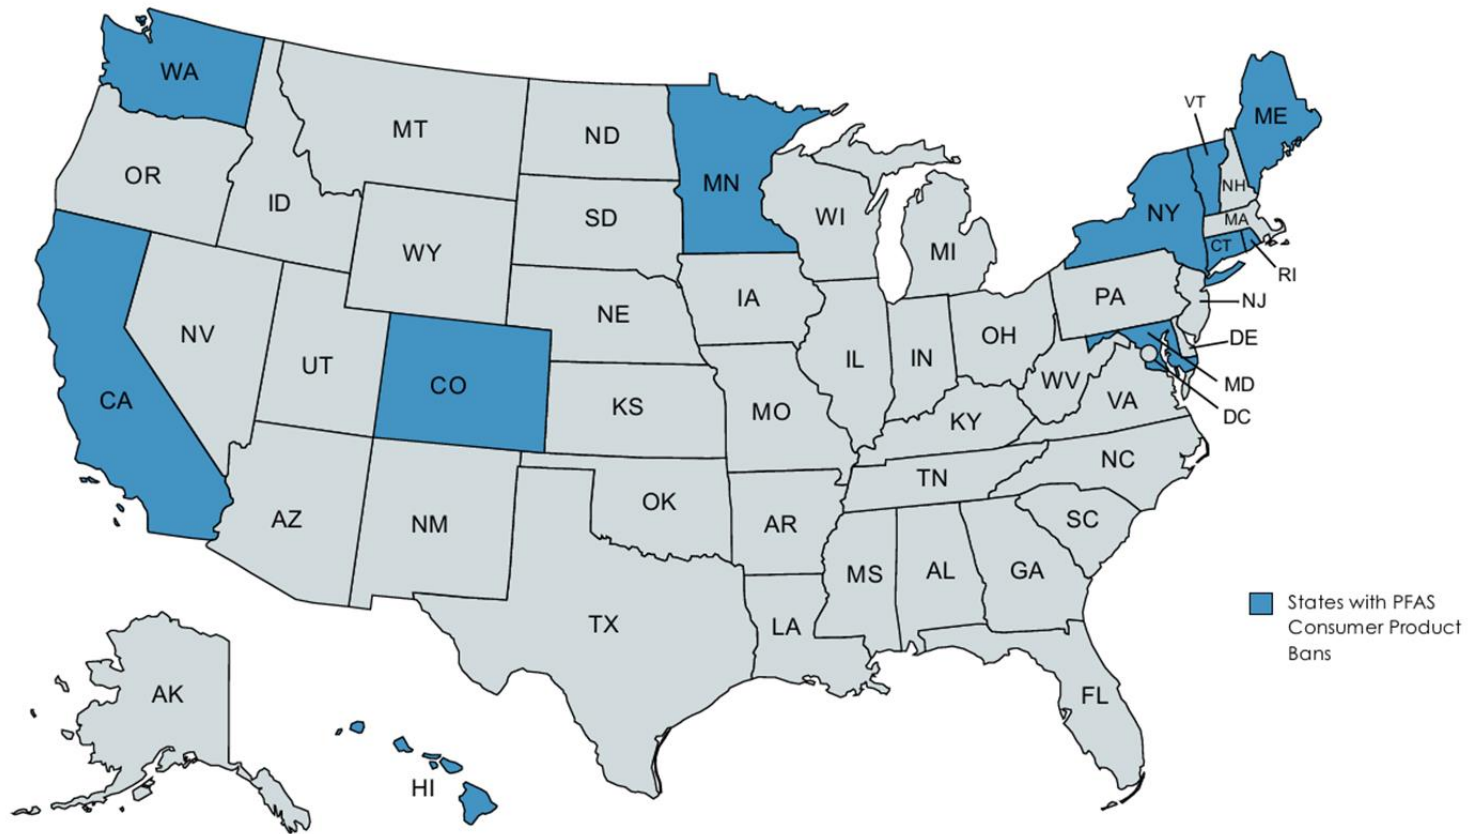 WA
MT
ND
MN
OR
ID
SD
WI
MI
WY
VT
ME
NH
NY
MA
CT
RI
IA
NE
PA
NJ
NV
UT
CO
IL
IN
OH
DE
CA
KS
MO
WV
VA
MD
DC
KY
AZ
NM
OK
AR
TN
NC
SC
MS
AL
GA
TX
LA
States with PFAS
Consumer Product
Bans
AK
HI
FL